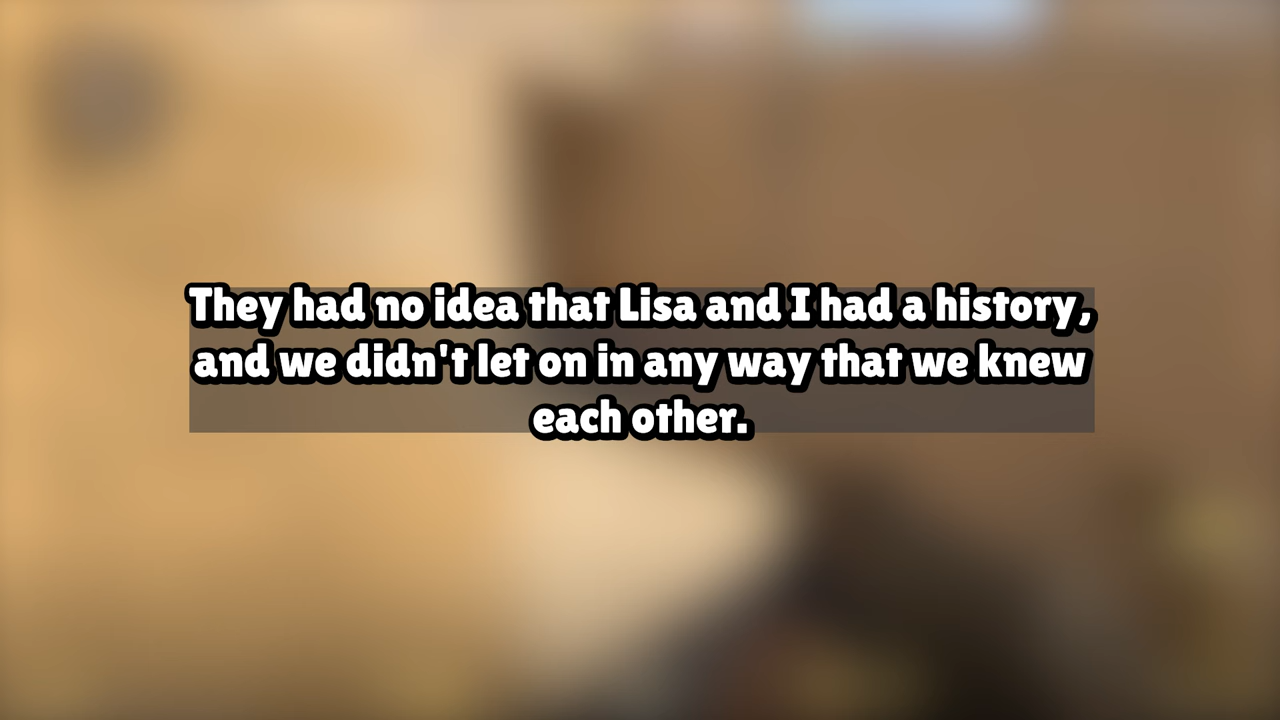 They had no idea that Lisa and I had a history,
and we didn't let on in any way that we knew
each other.